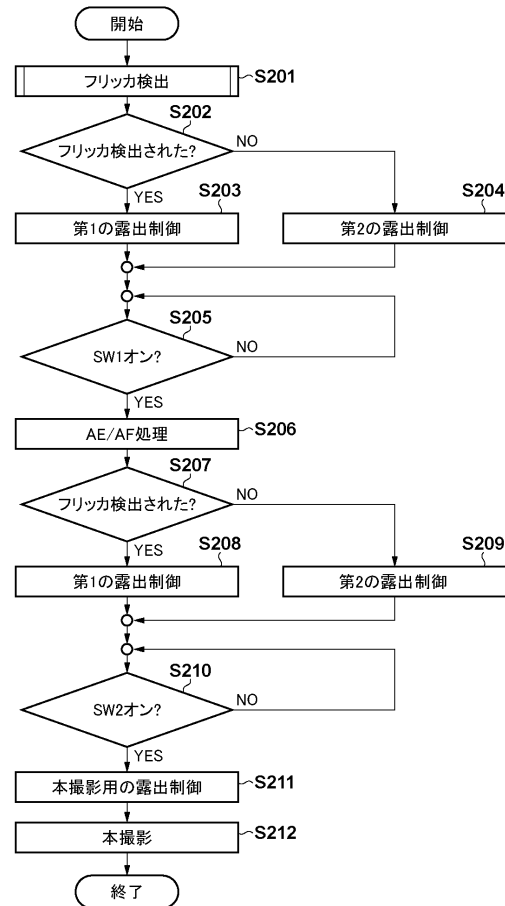 開始
フリッカ検出
S201
S202
フリッカ検出された?
NO
YES
S203
第1の露出制御
S204
第2の露出制御
S205
SW1オン?
NO
YES
AE/AF処理
S206
S207
フリッカ検出された?
NO
YES
S208
第1の露出制御
S209
第2の露出制御
S210
SW2オン?
NO
YES
本撮影用の露出制御
S211
本撮影
S212
終了